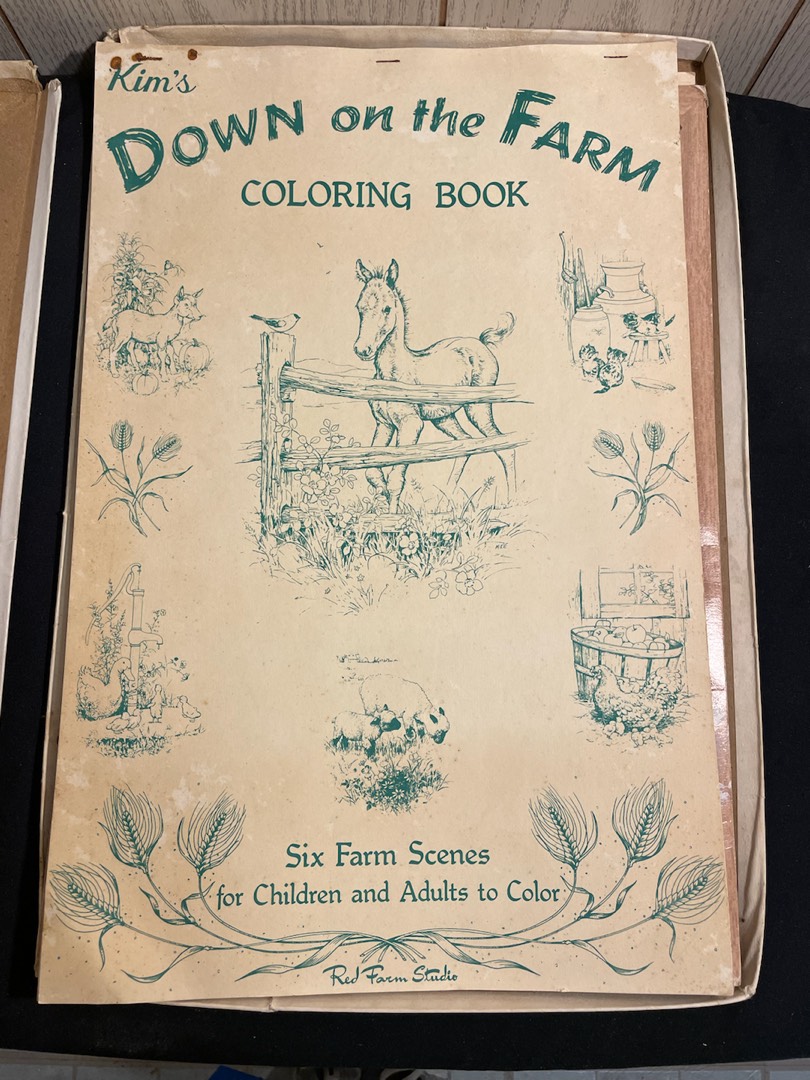 Kim's
DOWN on the FARM
COLORING BOOK
Six Farm Scenes
for Children and Adults to Color
Red Farm Studio